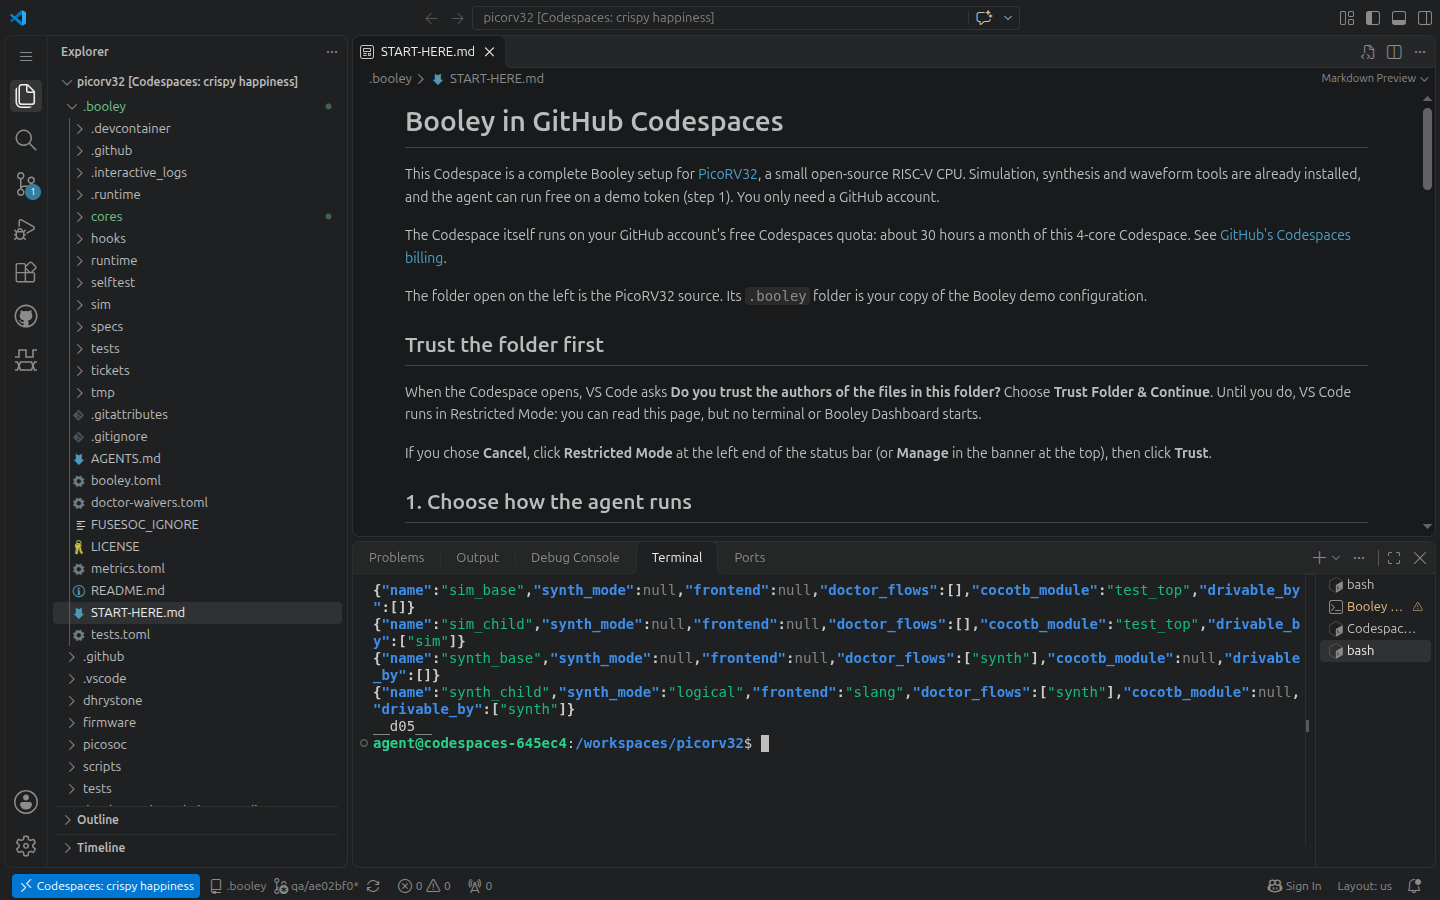 picorv32 [Codespaces: crispy happiness]
Explorer
picorv32 [Codespaces: crispy happiness]
.booley
.devcontainer
.github
.interactive_logs
.runtime
cores
hooks
runtime
selftest
sim
specs
tests
tickets
tmp
.gitattributes
.gitignore
AGENTS.md
booley.toml
doctor-waivers.toml
FUSESOC_IGNORE
LICENSE
metrics.toml
README.md
START-HERE.md
tests.toml
.github
.vscode
dhrystone
firmware
picosoc
scripts
tests
Outline
Timeline
1
START-HERE.md
.booley > START-HERE.md
Markdown Preview
Booley in GitHub Codespaces
This Codespace is a complete Booley setup for PicoRV32, a small open-source RISC-V CPU. Simulation, synthesis and waveform tools are already installed,
and the agent can run free on a demo token (step 1). You only need a GitHub account.
The Codespace itself runs on your GitHub account's free Codespaces quota: about 30 hours a month of this 4-core Codespace. See GitHub's Codespaces
billing.
The folder open on the left is the PicoRV32 source. Its .booley folder is your copy of the Booley demo configuration.
Trust the folder first
When the Codespace opens, VS Code asks Do you trust the authors of the files in this folder? Choose Trust Folder & Continue. Until you do, VS Code
runs in Restricted Mode: you can read this page, but no terminal or Booley Dashboard starts.
If you chose Cancel, click Restricted Mode at the left end of the status bar (or Manage in the banner at the top), then click Trust.
1. Choose how the agent runs
Problems Output Debug Console Terminal Ports
{"name":"sim_base","synth_mode":null,"frontend":null,"doctor_flows":[],"cocotb_module":"test_top","drivable_by
":[]}
{"name":"sim_child","synth_mode":null,"frontend":null,"doctor_flows":[],"cocotb_module":"test_top","drivable_b
y":["sim"]}
{"name":"synth_base","synth_mode":null,"frontend":null,"doctor_flows":["synth"],"cocotb_module":null,"drivable
_by":[]}
{"name":"synth_child","synth_mode":"logical","frontend":"slang","doctor_flows":["synth"],"cocotb_module":null,
"drivable_by":["synth"]}
__d05__
agent@codespaces-645ec4:/workspaces/picorv32$
bash
Booley ...
Codespac...
bash
Codespaces: crispy happiness .booley qa/ae02bf0* 0 0 0 Sign In Layout: us